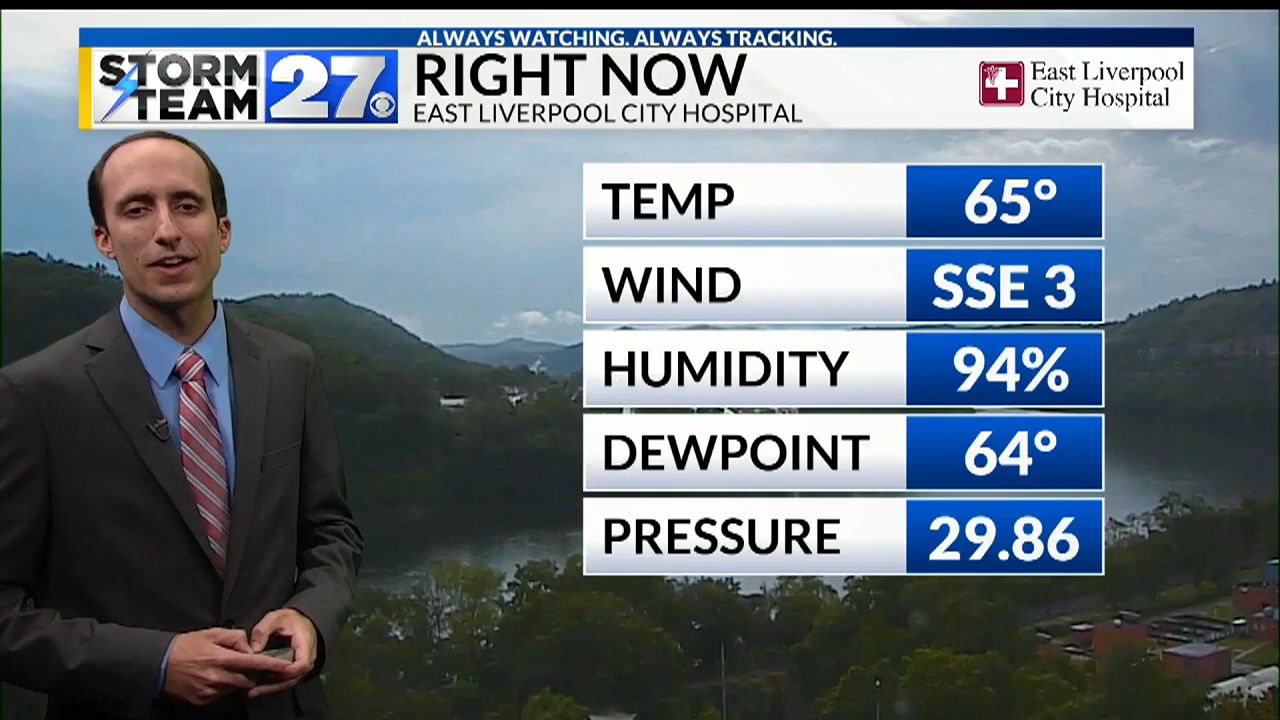 ALWAYS WATCHING. ALWAYS TRACKING.
STORM
TEAM
27
RIGHT NOW
EAST LIVERPOOL CITY HOSPITAL
East Liverpool
City Hospital
TEMP 65°
WIND SSE 3
HUMIDITY 94%
DEWPOINT 64°
PRESSURE 29.86